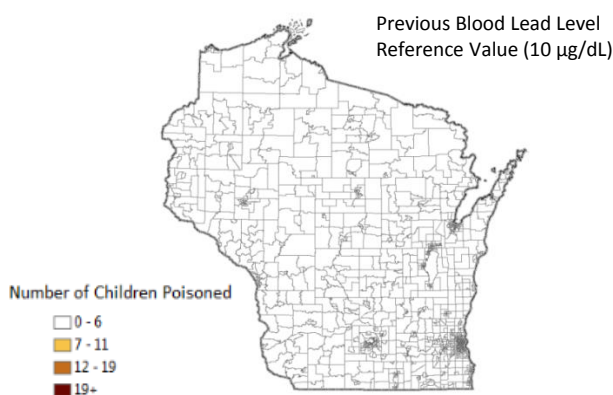 Previous Blood Lead Level
Reference Value (10 µg/dL)
Number of Children Poisoned
0 - 6
7 - 11
12 - 19
19+